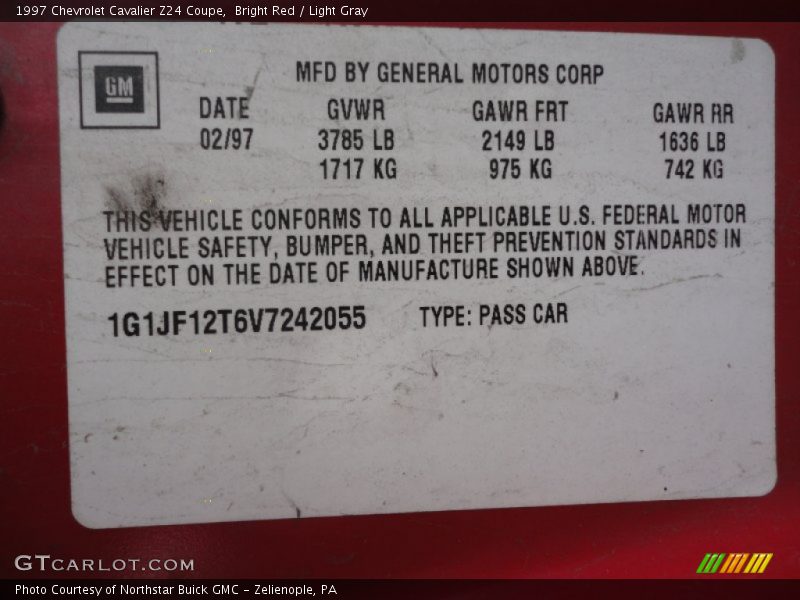 1997 Chevrolet Cavalier Z24 Coupe, Bright Red / Light Gray
GM
MFD BY GENERAL MOTORS CORP
DATE GVWR GAWR FRT GAWR RR
02/97 3785 LB 2149 LB 1636 LB
1717 KG 975 KG 742 KG
THIS VEHICLE CONFORMS TO ALL APPLICABLE U.S. FEDERAL MOTOR
VEHICLE SAFETY, BUMPER, AND THEFT PREVENTION STANDARDS IN
EFFECT ON THE DATE OF MANUFACTURE SHOWN ABOVE.
1G1JF12T6V7242055 TYPE: PASS CAR
GTCARLOT.COM
Photo Courtesy of Northstar Buick GMC - Zelienople, PA